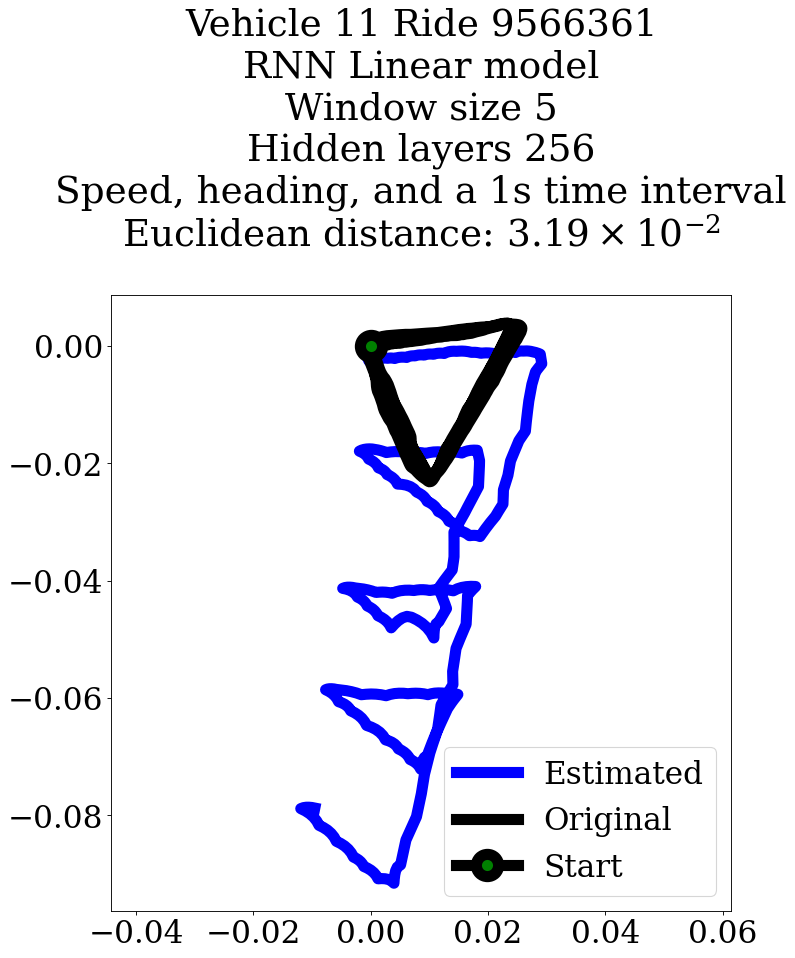 Vehicle 11 Ride 9566361
RNN Linear model
Window size 5
Hidden layers 256
Speed, heading, and a 1s time interval
Euclidean distance: 3.19 × 10⁻²
0.00
−0.02
−0.04
−0.06
−0.08
Estimated
Original
Start
−0.04 −0.02 0.00 0.02 0.04 0.06